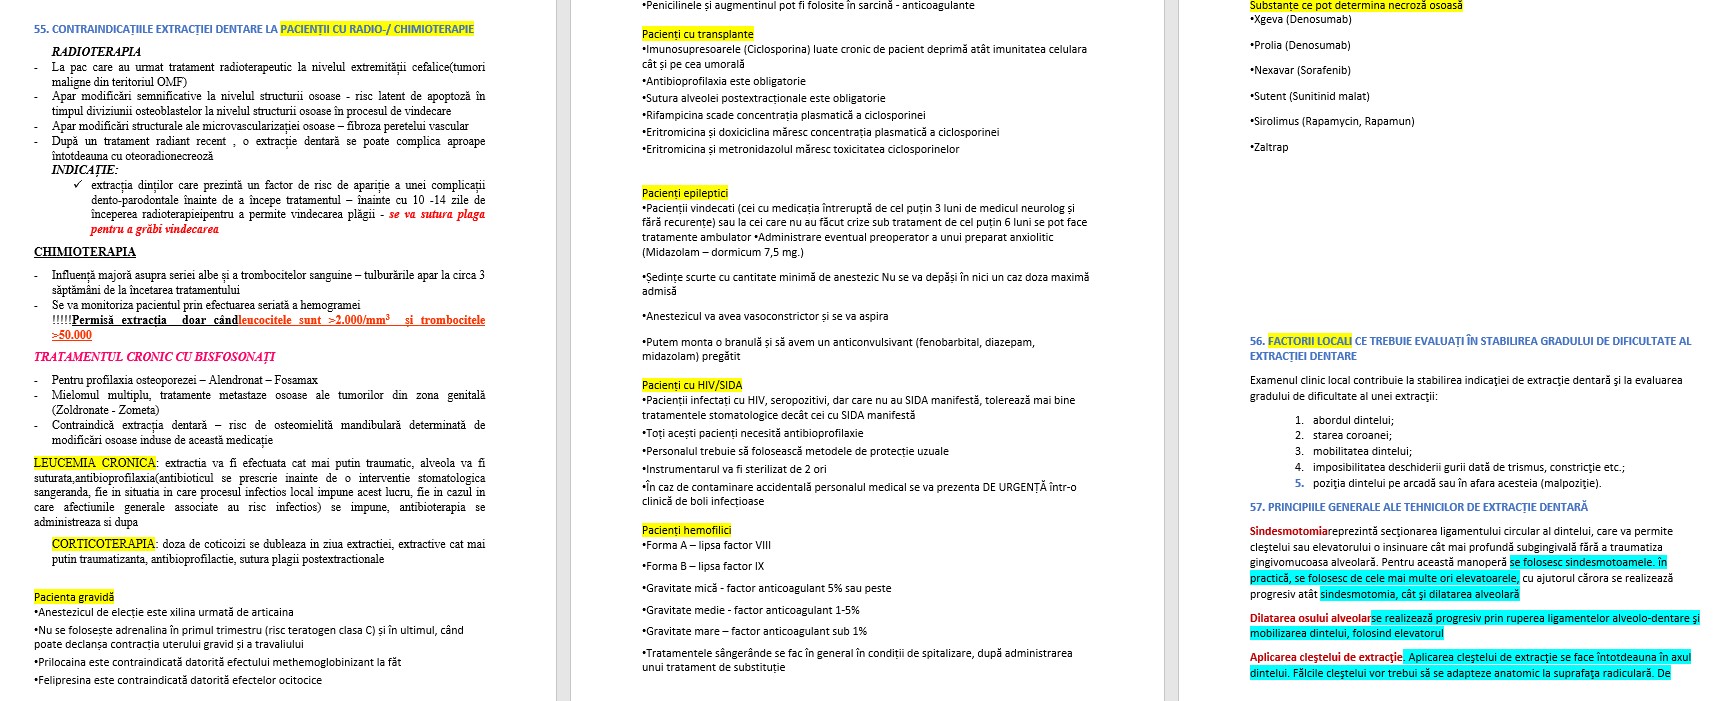 55. CONTRAINDICAȚIILE EXTRACȚIEI DENTARE LA PACIENȚII CU RADIO-/ CHIMIOTERAPIE
RADIOTERAPIA
- La pac care au urmat tratament radioterapeutic la nivelul extremității cefalice(tumori
maligne din teritoriul OMF)
- Apar modificări semnificative la nivelul structurii osoase - risc latent de apoptoză în
timpul diviziunii osteoblastelor la nivelul structurii osoase în procesul de vindecare
- Apar modificări structurale ale microvascularizației osoase – fibroza peretelui vascular
- După un tratament radiant recent , o extracție dentară se poate complica aproape
întotdeauna cu oteoradionecroză
INDICAȚIE:
✓ extracția dinților care prezintă un factor de risc de apariție a unei complicații
dento-parodontale înainte de a începe tratamentul – înainte cu 10 -14 zile de
începerea radioterapieipentru a permite vindecarea plăgii - se va sutura plaga
pentru a grăbi vindecarea
CHIMIOTERAPIA
- Influență majoră asupra seriei albe și a trombocitelor sanguine – tulburările apar la circa 3
săptămâni de la încetarea tratamentului
- Se va monitoriza pacientul prin efectuarea seriată a hemogramei
!!!!!Permisă extracția doar cândleucocitele sunt >2.000/mm³ și trombocitele
>50.000
TRATAMENTUL CRONIC CU BISFOSONAȚI
- Pentru profilaxia osteoporezei – Alendronat – Fosamax
- Mielomul multiplu, tratamente metastaze osoase ale tumorilor din zona genitală
(Zoldronate - Zometa)
- Contraindică extracția dentară – risc de osteomielită mandibulară determinată de
modificări osoase induse de această medicație
LEUCEMIA CRONICA: extractia va fi efectuata cat mai putin traumatic, alveola va fi
suturata,antibioprofilaxia(antibioticul se prescrie inainte de o interventie stomatologica
sangeranda, fie in situatia in care procesul infectios local impune acest lucru, fie in cazul in
care afectiunile generale associate au risc infectios) se impune, antibioterapia se
administreaza si dupa
CORTICOTERAPIA: doza de coticoizi se dubleaza in ziua extractiei, extractive cat mai
putin traumatizanta, antibioprofilactie, sutura plagii postextractionale
Pacienta gravidă
•Anestezicul de elecție este xilina urmată de articaina
•Nu se folosește adrenalina în primul trimestru (risc teratogen clasa C) și în ultimul, când
poate declanșa contracția uterului gravid și a travaliului
•Prilocaina este contraindicată datorită efectului methemoglobinizant la făt
•Felipresina este contraindicată datorită efectelor ocitocice
•Penicilinele și augmentinul pot fi folosite în sarcină - anticoagulante
Pacienți cu transplante
•Imunosupresoarele (Ciclosporina) luate cronic de pacient deprimă atât imunitatea celulara
cât și pe cea umorală
•Antibioprofilaxia este obligatorie
•Sutura alveolei postextracționale este obligatorie
•Rifampicina scade concentrația plasmatică a ciclosporinei
•Eritromicina și doxiciclina măresc concentrația plasmatică a ciclosporinei
•Eritromicina și metronidazolul măresc toxicitatea ciclosporinelor
Pacienți epileptici
•Pacienții vindecati (cei cu medicația întreruptă de cel puțin 3 luni de medicul neurolog și
fără recurențe) sau la cei care nu au făcut crize sub tratament de cel puțin 6 luni se pot face
tratamente ambulator •Administrare eventual preoperator a unui preparat anxiolitic
(Midazolam – dormicum 7,5 mg.)
•Ședințe scurte cu cantitate minimă de anestezic Nu se va depăși în nici un caz doza maximă
admisă
•Anestezicul va avea vasoconstrictor și se va aspira
•Putem monta o branulă și să avem un anticonvulsivant (fenobarbital, diazepam,
midazolam) pregătit
Pacienți cu HIV/SIDA
•Pacienții infectați cu HIV, seropozitivi, dar care nu au SIDA manifestă, tolerează mai bine
tratamentele stomatologice decât cei cu SIDA manifestă
•Toți acești pacienți necesită antibioprofilaxie
•Personalul trebuie să folosească metodele de protecție uzuale
•Instrumentarul va fi sterilizat de 2 ori
•În caz de contaminare accidentală personalul medical se va prezenta DE URGENȚĂ într-o
clinică de boli infecțioase
Pacienți hemofilici
•Forma A – lipsa factor VIII
•Forma B – lipsa factor IX
•Gravitate mică - factor anticoagulant 5% sau peste
•Gravitate medie - factor anticoagulant 1-5%
•Gravitate mare – factor anticoagulant sub 1%
•Tratamentele sângerânde se fac în general în condiții de spitalizare, după administrarea
unui tratament de substituție
Substanțe ce pot determina necroză osoasă
•Xgeva (Denosumab)
•Prolia (Denosumab)
•Nexavar (Sorafenib)
•Sutent (Sunitinid malat)
•Sirolimus (Rapamycin, Rapamun)
•Zaltrap
56. FACTORII LOCALI CE TREBUIE EVALUAȚI ÎN STABILIREA GRADULUI DE DIFICULTATE AL
EXTRACȚIEI DENTARE
Examenul clinic local contribuie la stabilirea indicaţiei de extracţie dentară şi la evaluarea
gradului de dificultate al unei extracţii:
1. abordul dintelui;
2. starea coroanei;
3. mobilitatea dintelui;
4. imposibilitatea deschiderii gurii dată de trismus, constricţie etc.;
5. poziţia dintelui pe arcadă sau în afara acesteia (malpoziţie).
57. PRINCIPIILE GENERALE ALE TEHNICILOR DE EXTRACȚIE DENTARĂ
Sindesmotomiareprezintă secţionarea ligamentului circular al dintelui, care va permite
cleştelui sau elevatorului o insinuare cât mai profundă subgingivală fără a traumatiza
gingivomucoasa alveolară. Pentru această manoperă se folosesc sindesmotoamele. în
practică, se folosesc de cele mai multe ori elevatoarele, cu ajutorul cărora se realizează
progresiv atât sindesmotomia, cât şi dilatarea alveolară
Dilatarea osului alveolarse realizează progresiv prin ruperea ligamentelor alveolo-dentare şi
mobilizarea dintelui, folosind elevatorul
Aplicarea cleştelui de extracţie. Aplicarea cleştelui de extracţie se face întotdeauna în axul
dintelui. Fălcile cleştelui vor trebui să se adapteze anatomic la suprafaţa radiculară. De